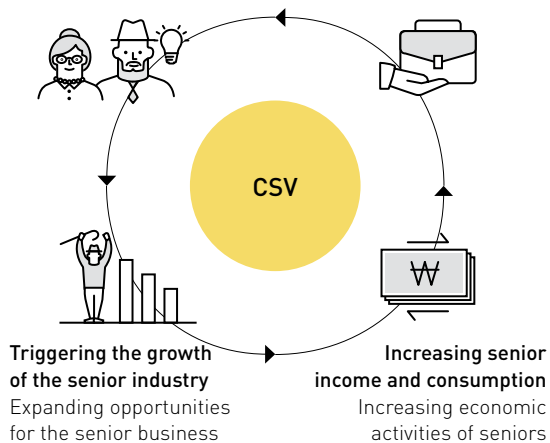 CSV
₩
Triggering the growth
of the senior industry
Expanding opportunities
for the senior business
Increasing senior
income and consumption
Increasing economic
activities of seniors